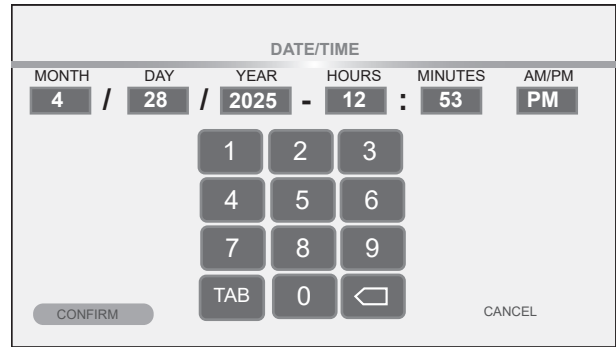 DATE/TIME
MONTH DAY YEAR HOURS MINUTES AM/PM
4 / 28 / 2025 - 12 : 53 PM
1 2 3
4 5 6
7 8 9
TAB 0
CONFIRM CANCEL